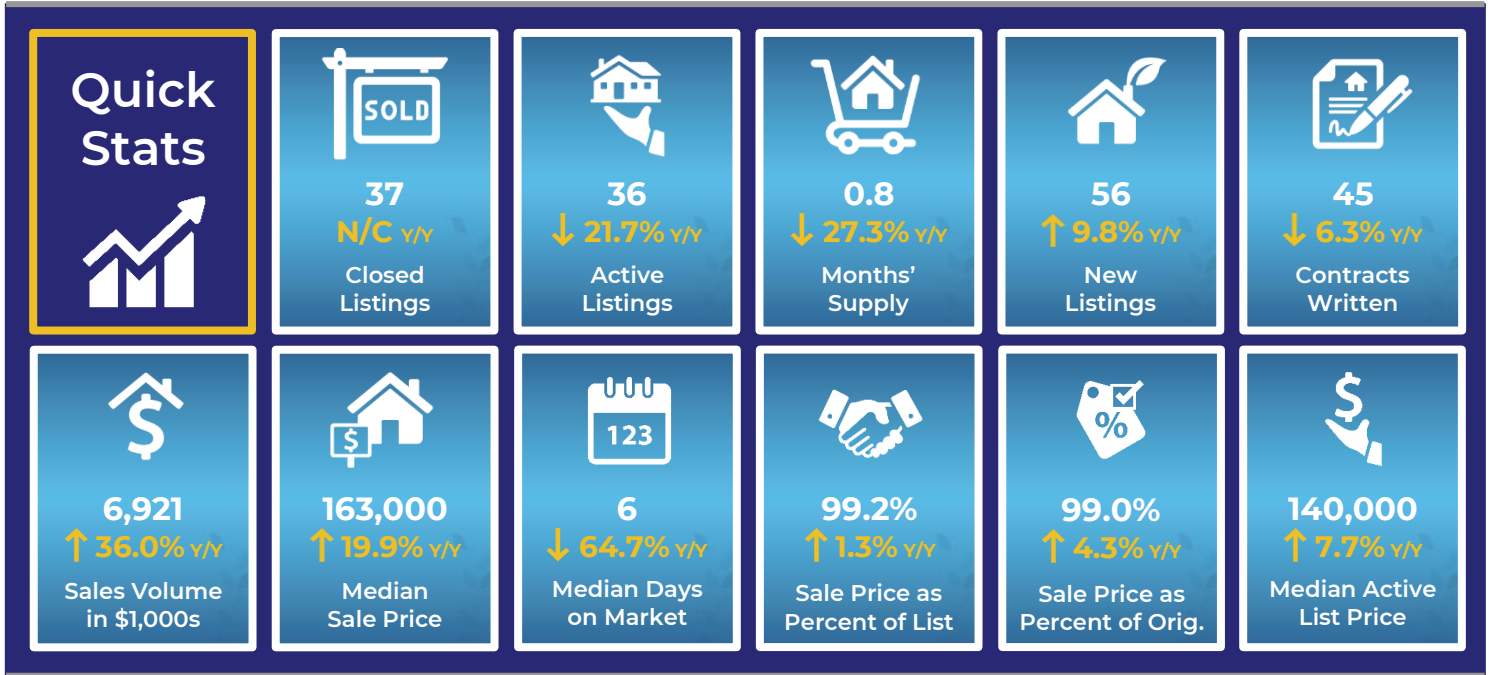 Quick
Stats
SOLD
37
N/C Y/Y
Closed
Listings
36
↓ 21.7% Y/Y
Active
Listings
0.8
↓ 27.3% Y/Y
Months’
Supply
56
↑ 9.8% Y/Y
New
Listings
45
↓ 6.3% Y/Y
Contracts
Written
$
6,921
↑ 36.0% Y/Y
Sales Volume
in $1,000s
$
163,000
↑ 19.9% Y/Y
Median
Sale Price
123
6
↓ 64.7% Y/Y
Median Days
on Market
99.2%
↑ 1.3% Y/Y
Sale Price as
Percent of List
%
99.0%
↑ 4.3% Y/Y
Sale Price as
Percent of Orig.
$
140,000
↑ 7.7% Y/Y
Median Active
List Price